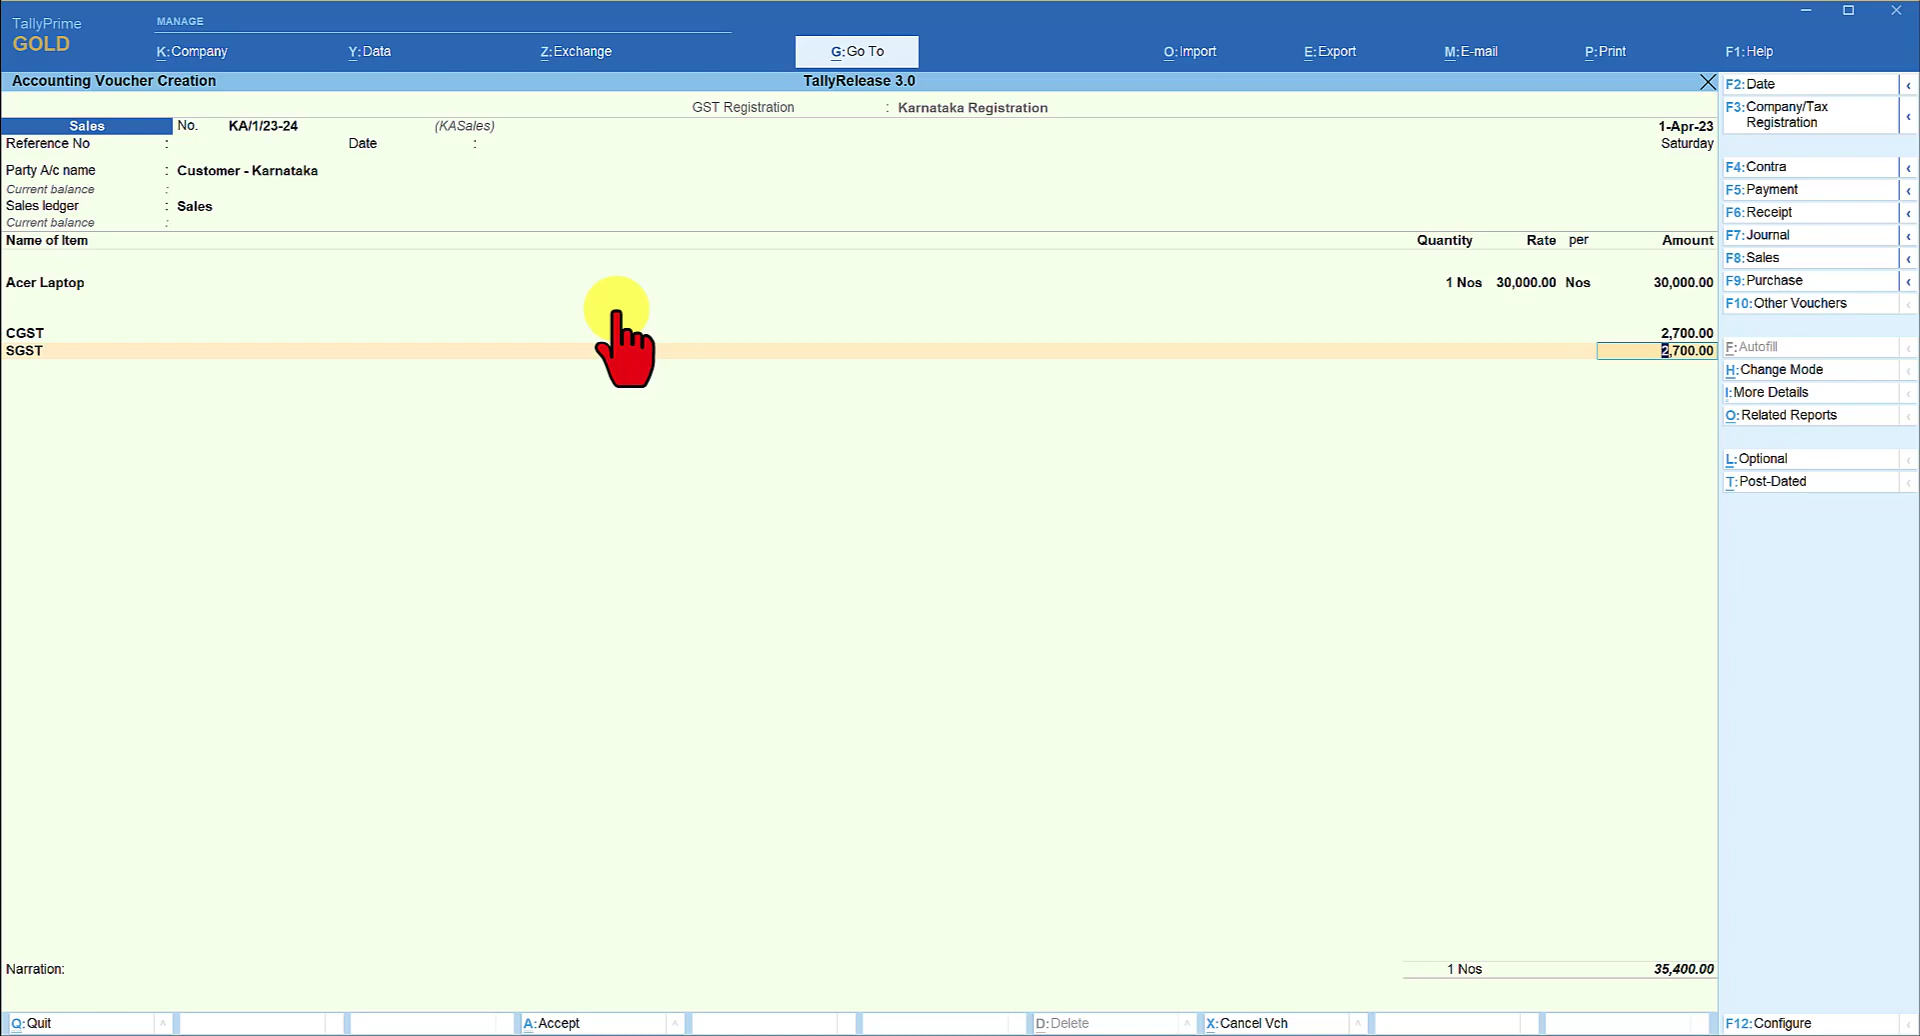 TallyPrime
GOLD
MANAGE
K:Company
Y:Data
Z:Exchange
G:Go To
O:Import
E:Export
M:E-mail
P:Print
F1:Help
Accounting Voucher Creation
TallyRelease 3.0
GST Registration : Karnataka Registration
Sales No. KA/1/23-24 (KASales) 1-Apr-23
Reference No : Date : Saturday
Party A/c name : Customer - Karnataka
Current balance :
Sales ledger : Sales
Current balance :
Name of Item Quantity Rate per Amount
Acer Laptop 1 Nos 30,000.00 Nos 30,000.00
CGST 2,700.00
SGST 2,700.00
Narration: 1 Nos 35,400.00
F2:Date
F3:Company/Tax
Registration
F4:Contra
F5:Payment
F6:Receipt
F7:Journal
F8:Sales
F9:Purchase
F10:Other Vouchers
F:Autofill
H:Change Mode
I:More Details
O:Related Reports
L:Optional
T:Post-Dated
Q:Quit
A:Accept
D:Delete
X:Cancel Vch
F12:Configure